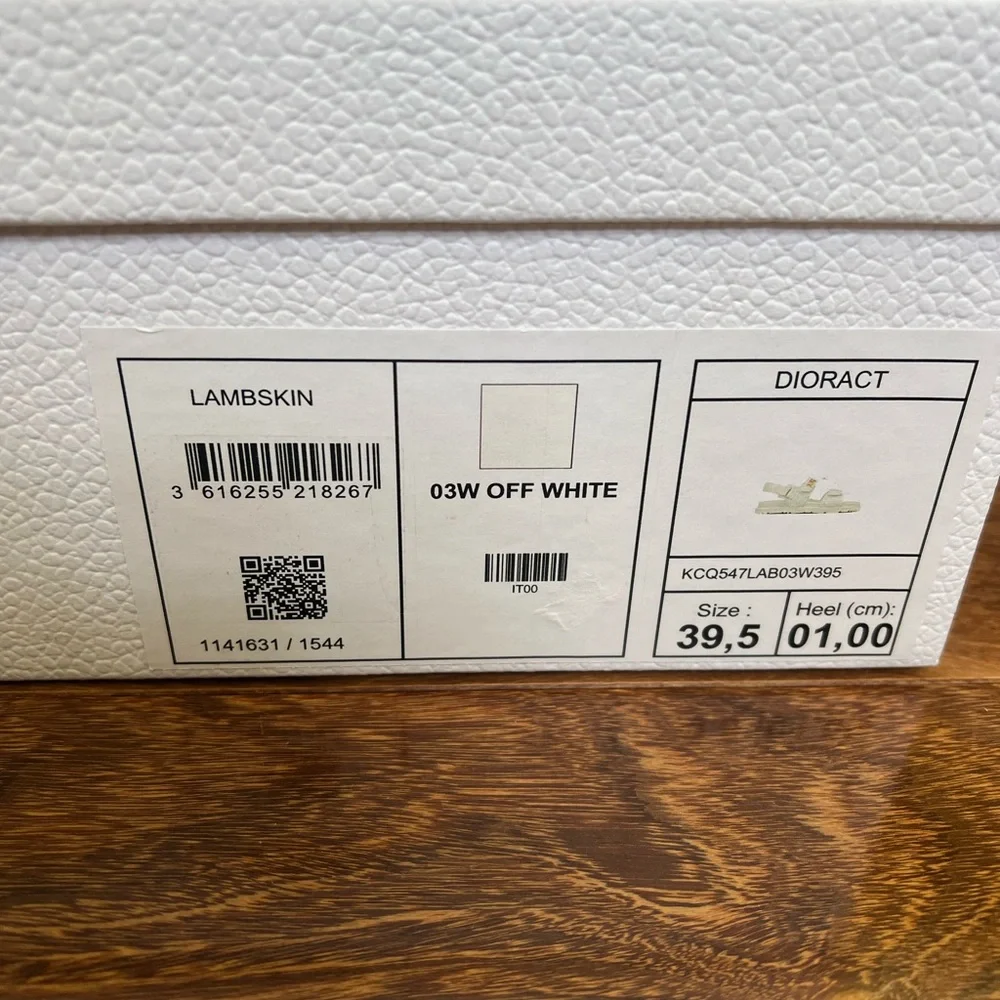 LAMBSKIN
3 616255 218267
1141631 / 1544
03W OFF WHITE
IT00
DIORACT
KCQ547LAB03W395
Size :
39,5
Heel (cm):
01,00